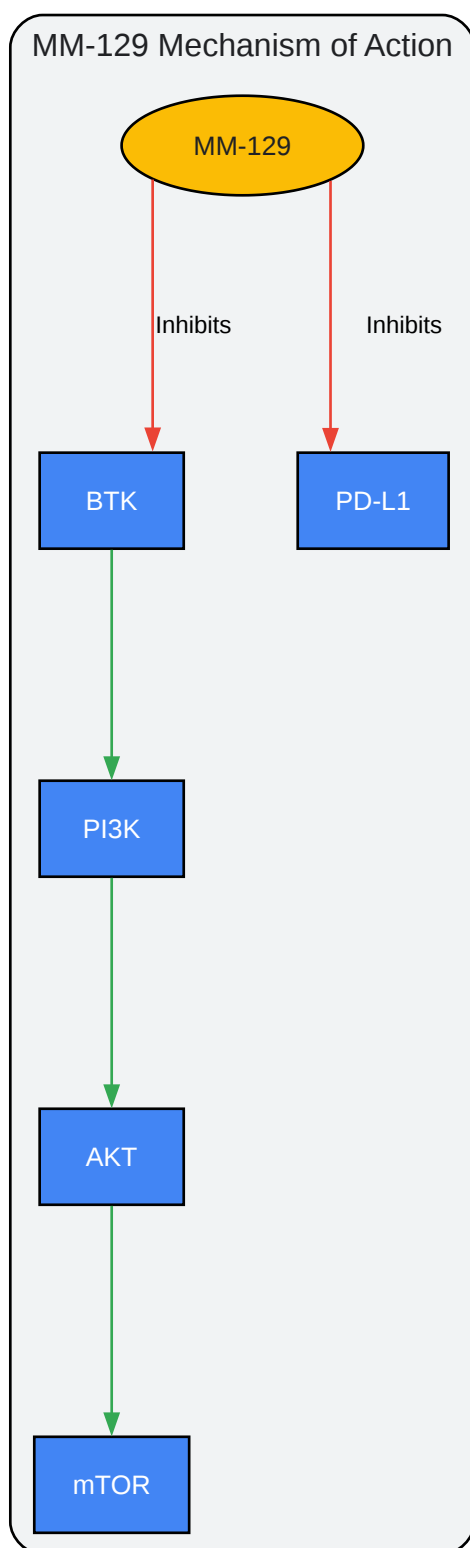 MM-129 Mechanism of Action
MM-129
Inhibits
Inhibits
BTK
PD-L1
PI3K
AKT
mTOR